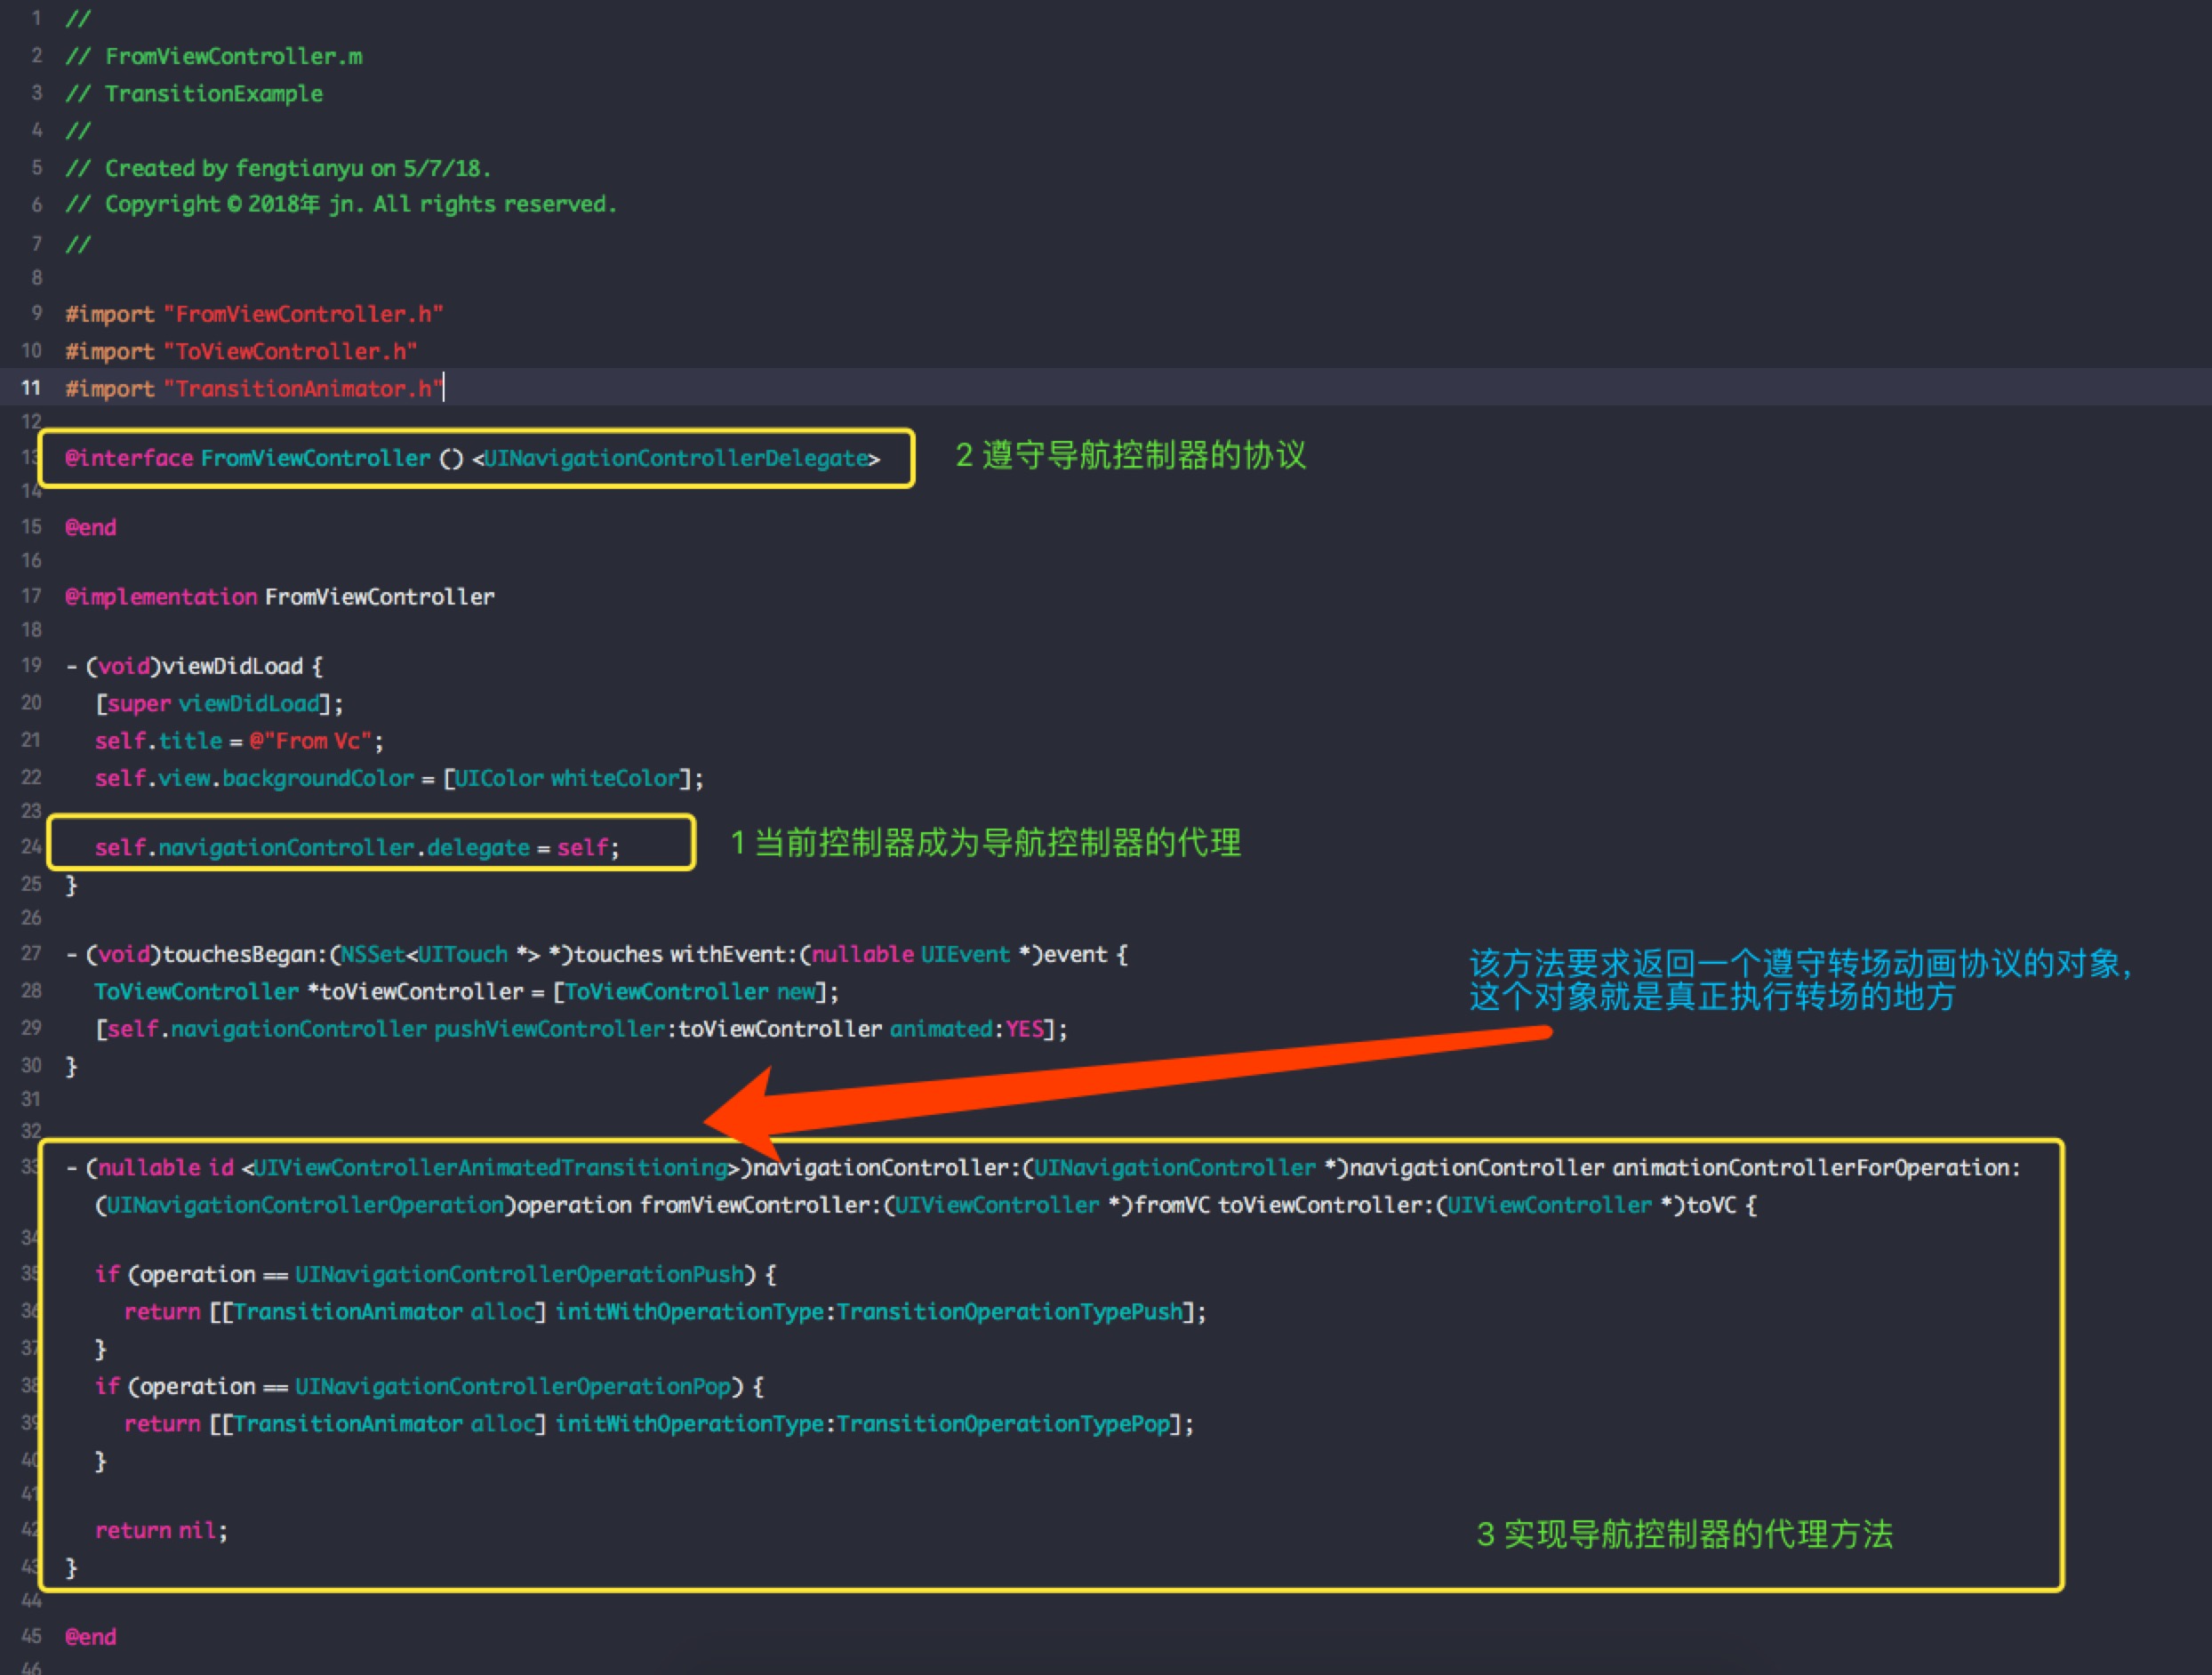 1 //
2 // FromViewController.m
3 // TransitionExample
4 //
5 // Created by fengtianyu on 5/7/18.
6 // Copyright © 2018年 jn. All rights reserved.
7 //
8
9 #import "FromViewController.h"
10 #import "ToViewController.h"
11 #import "TransitionAnimator.h"
12
13 @interface FromViewController () <UINavigationControllerDelegate>
2 遵守导航控制器的协议
14
15 @end
16
17 @implementation FromViewController
18
19 - (void)viewDidLoad {
20 [super viewDidLoad];
21 self.title = @"From Vc";
22 self.view.backgroundColor = [UIColor whiteColor];
23
24 self.navigationController.delegate = self;
1 当前控制器成为导航控制器的代理
25 }
26
27 - (void)touchesBegan:(NSSet<UITouch *> *)touches withEvent:(nullable UIEvent *)event {
28 ToViewController *toViewController = [ToViewController new];
29 [self.navigationController pushViewController:toViewController animated:YES];
30 }
该方法要求返回一个遵守转场动画协议的对象，
这个对象就是真正执行转场的地方
31
32
33 - (nullable id <UIViewControllerAnimatedTransitioning>)navigationController:(UINavigationController *)navigationController animationControllerForOperation:
(UINavigationControllerOperation)operation fromViewController:(UIViewController *)fromVC toViewController:(UIViewController *)toVC {
34
35 if (operation == UINavigationControllerOperationPush) {
36 return [[TransitionAnimator alloc] initWithOperationType:TransitionOperationTypePush];
37 }
38 if (operation == UINavigationControllerOperationPop) {
39 return [[TransitionAnimator alloc] initWithOperationType:TransitionOperationTypePop];
40 }
41
42 return nil;
3 实现导航控制器的代理方法
43 }
44
45 @end
46